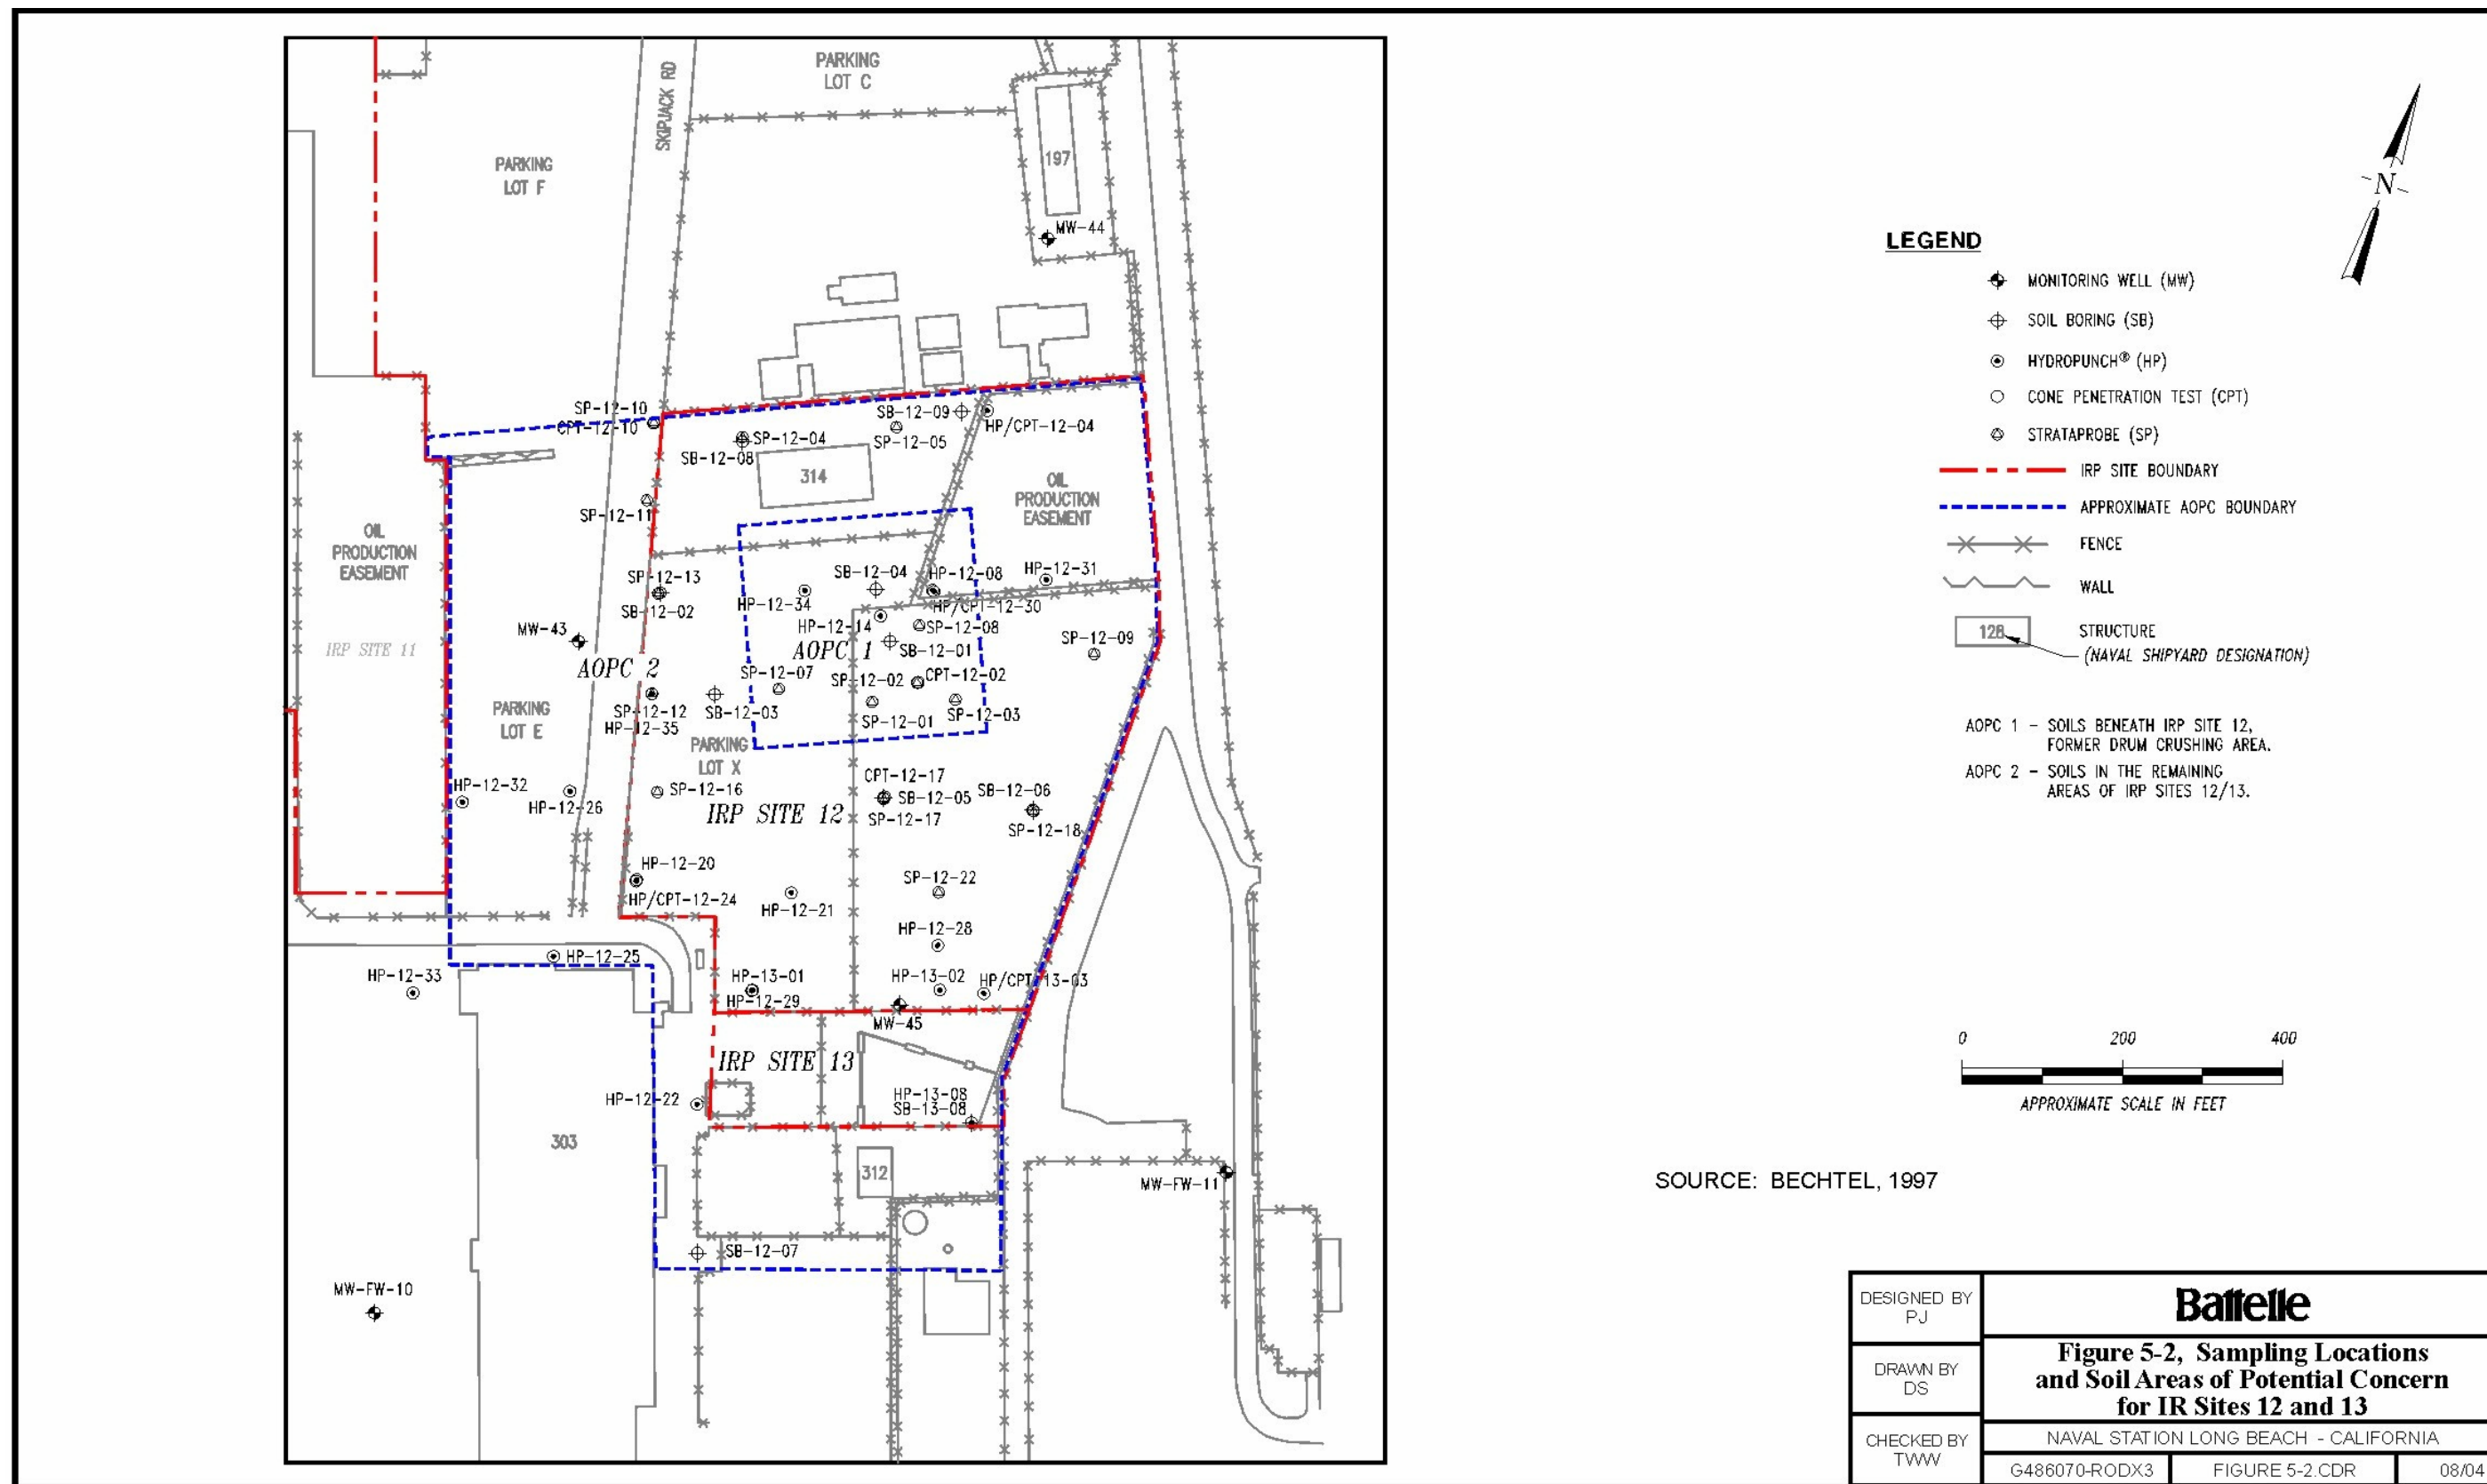 PARKING
LOT C
SKIPJACK RD
197
PARKING
LOT F
MW-44
SP-12-10
CPT-12-10
SB-12-09
HP/CPT-12-04
SP-12-04
SP-12-05
SB-12-08
314
OIL
PRODUCTION
EASEMENT
SP-12-11
OIL
PRODUCTION
EASEMENT
SP-12-13
SB-12-04
HP-12-08
HP-12-31
SB-12-02
HP-12-34
HP/CPT-12-30
HP-12-14
SP-12-08
MW-43
SP-12-09
IRP SITE 11
AOPC 1
SB-12-01
AOPC 2
SP-12-07
SP-12-02
CPT-12-02
PARKING
LOT E
SP-12-12
HP-12-35
SB-12-03
SP-12-01
SP-12-03
PARKING
LOT X
CPT-12-17
HP-12-32
SP-12-16
SB-12-05
SB-12-06
HP-12-26
IRP SITE 12
SP-12-17
SP-12-18
HP-12-20
SP-12-22
HP/CPT-12-24
HP-12-21
HP-12-28
HP-12-25
HP-12-33
HP-13-01
HP-13-02
HP/CPT-13-03
HP-12-29
MW-45
IRP SITE 13
HP-12-22
HP-13-08
SB-13-08
303
312
MW-FW-11
SB-12-07
MW-FW-10
N
LEGEND
MONITORING WELL (MW)
SOIL BORING (SB)
HYDROPUNCH® (HP)
CONE PENETRATION TEST (CPT)
STRATAPROBE (SP)
IRP SITE BOUNDARY
APPROXIMATE AOPC BOUNDARY
FENCE
WALL
128
STRUCTURE
(NAVAL SHIPYARD DESIGNATION)
AOPC 1 - SOILS BENEATH IRP SITE 12,
FORMER DRUM CRUSHING AREA.
AOPC 2 - SOILS IN THE REMAINING
AREAS OF IRP SITES 12/13.
0 200 400
APPROXIMATE SCALE IN FEET
SOURCE: BECHTEL, 1997
DESIGNED BY
PJ
DRAWN BY
DS
CHECKED BY
TWW
Battelle
Figure 5-2, Sampling Locations
and Soil Areas of Potential Concern
for IR Sites 12 and 13
NAVAL STATION LONG BEACH - CALIFORNIA
G486070-RODX3 FIGURE 5-2.CDR 08/04